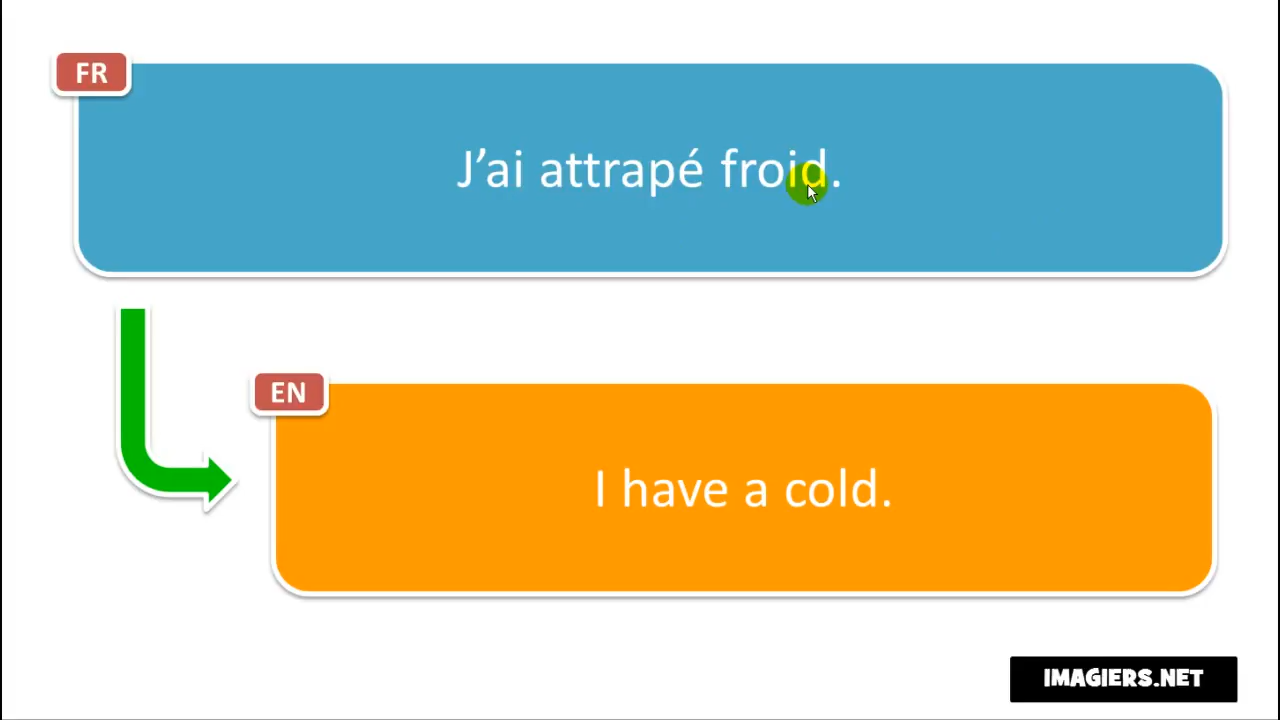 FR
J’ai attrapé froid.
EN
I have a cold.
IMAGIERS.NET